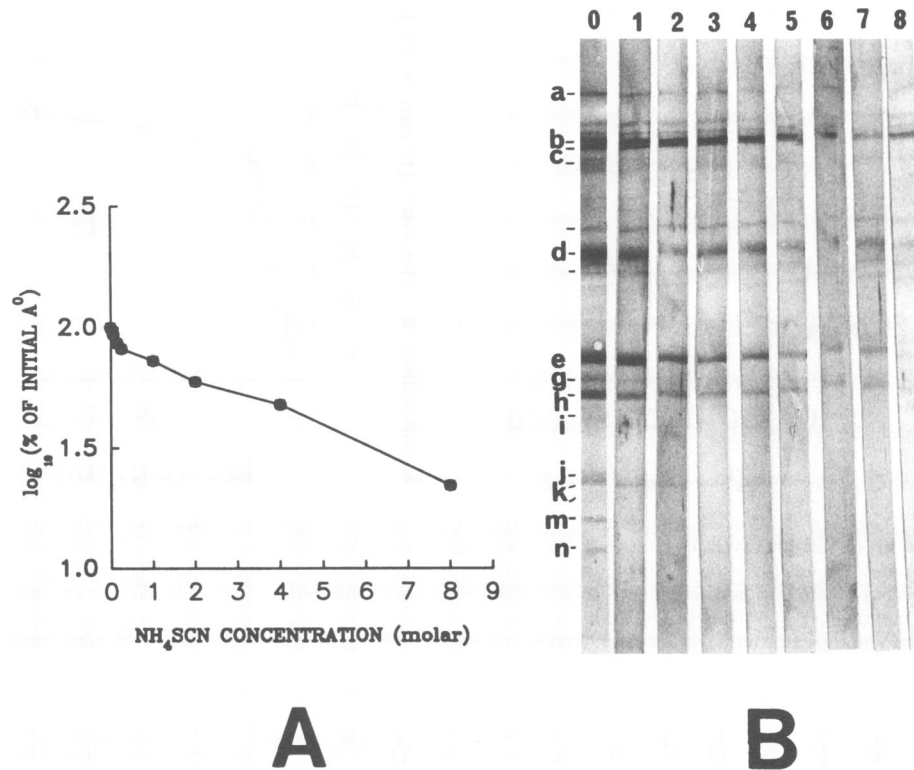 2.5
2.0
1.5
1.0
log₁₀ (% OF INITIAL A⁰)
0 1 2 3 4 5 6 7 8 9
NH₄SCN CONCENTRATION (molar)
A
0 1 2 3 4 5 6 7 8
a-
b-
c-
d-
e-
g-
h-
i-
j-
k-
m-
n-
B